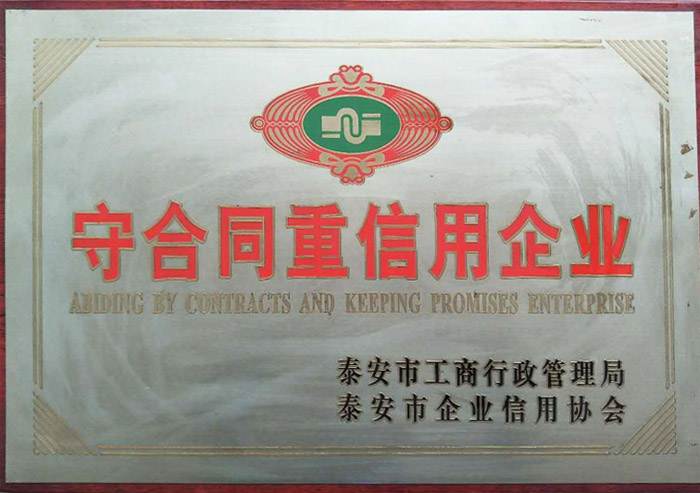 守合同重信用企业
ABIDING BY CONTRACTS AND KEEPING PROMISES ENTERPRISE
泰安市工商行政管理局
泰安市企业信用协会